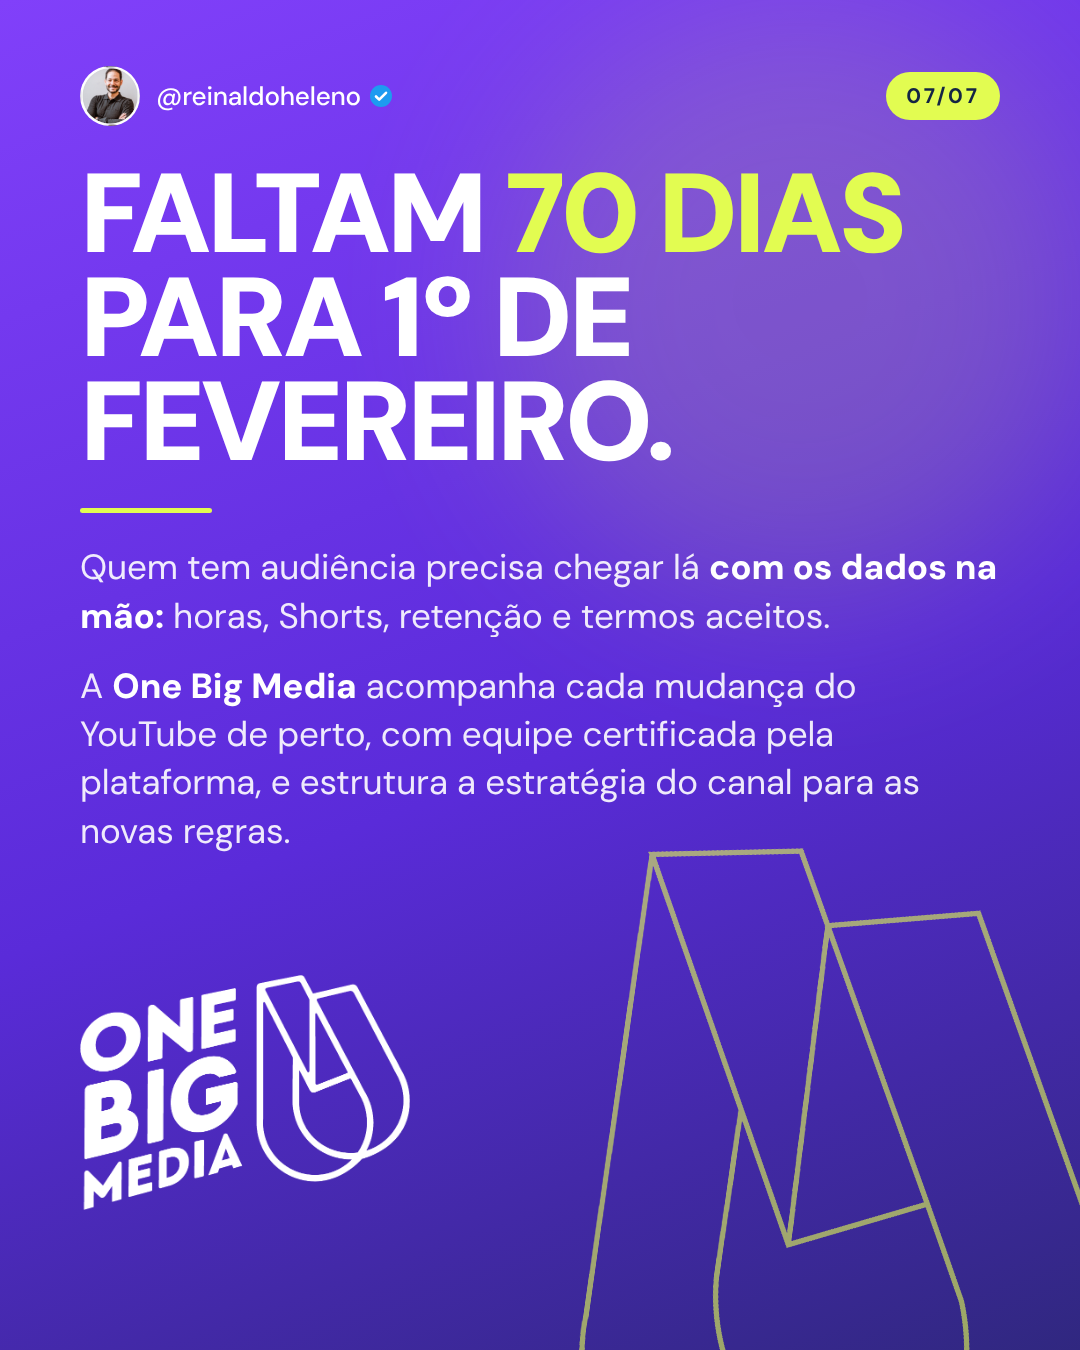 @reinaldoheleno
07/07
FALTAM 70 DIAS
PARA 1º DE
FEVEREIRO.
Quem tem audiência precisa chegar lá com os dados na
mão: horas, Shorts, retenção e termos aceitos.
A One Big Media acompanha cada mudança do
YouTube de perto, com equipe certificada pela
plataforma, e estrutura a estratégia do canal para as
novas regras.
ONE
BIG
MEDIA